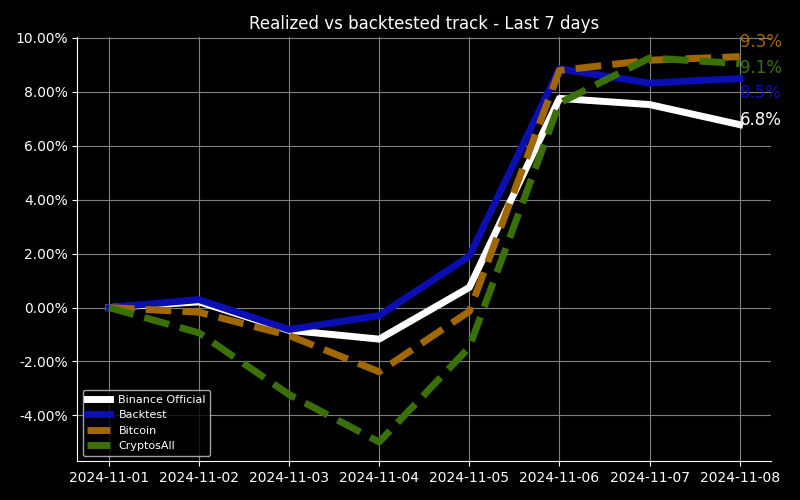 Realized vs backtested track - Last 7 days
10.00%
8.00%
6.00%
4.00%
2.00%
0.00%
-2.00%
-4.00%
9.3%
9.1%
8.5%
6.8%
Binance Official
Backtest
Bitcoin
CryptosAll
2024-11-01 2024-11-02 2024-11-03 2024-11-04 2024-11-05 2024-11-06 2024-11-07 2024-11-08